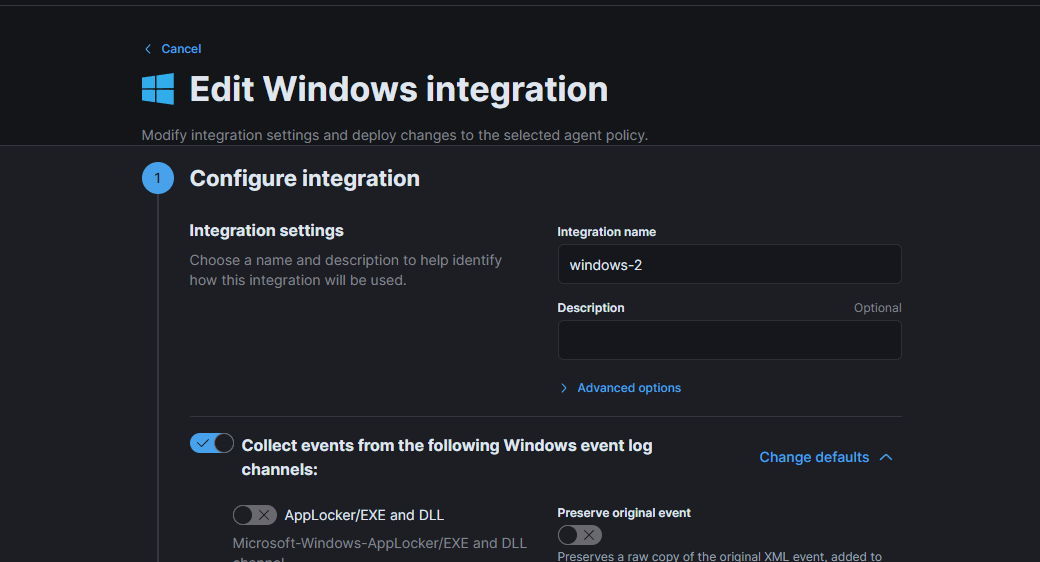 Cancel
Edit Windows integration
Modify integration settings and deploy changes to the selected agent policy.
1
Configure integration
Integration settings
Choose a name and description to help identify
how this integration will be used.
Integration name
windows-2
Description
Optional
Advanced options
Collect events from the following Windows event log
channels:
Change defaults
AppLocker/EXE and DLL
Microsoft-Windows-AppLocker/EXE and DLL
channel
Preserve original event
Preserves a raw copy of the original XML event, added to